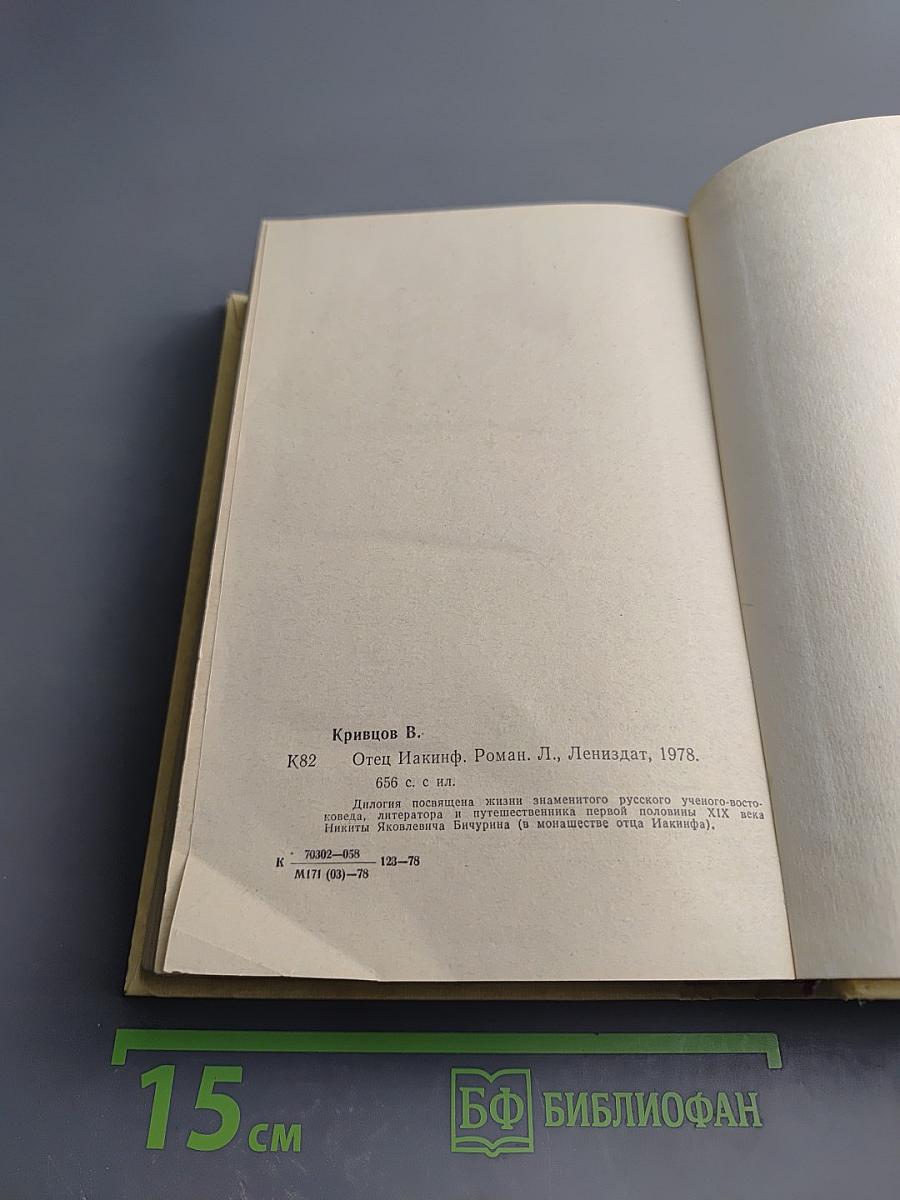 Кривцов В.
К82 Отец Иакинф. Роман. Л., Лениздат, 1978.
656 с. с ил.
Дилогия посвящена жизни знаменитого русского ученого-восто-
коведа, литератора и путешественника первой половины XIX века
Никиты Яковлевича Бичурина (в монашестве отца Иакинфа).
К 70302—058 123—78
М171 (03)—78
15 см
БФ БИБЛИОФАН